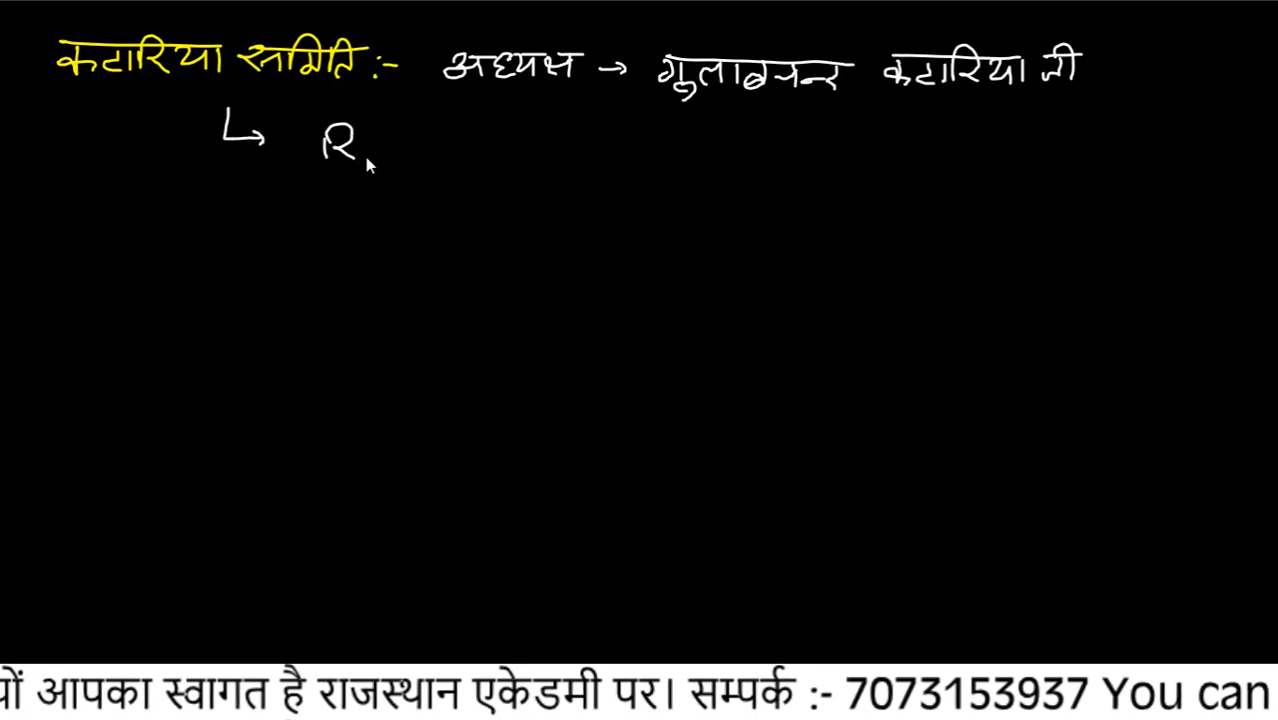 कटारिया समिति :- अध्यक्ष → गुलाबचन्द कटारिया जी
↳ R
यों आपका स्वागत है राजस्थान एकेडमी पर। सम्पर्क :- 7073153937 You can